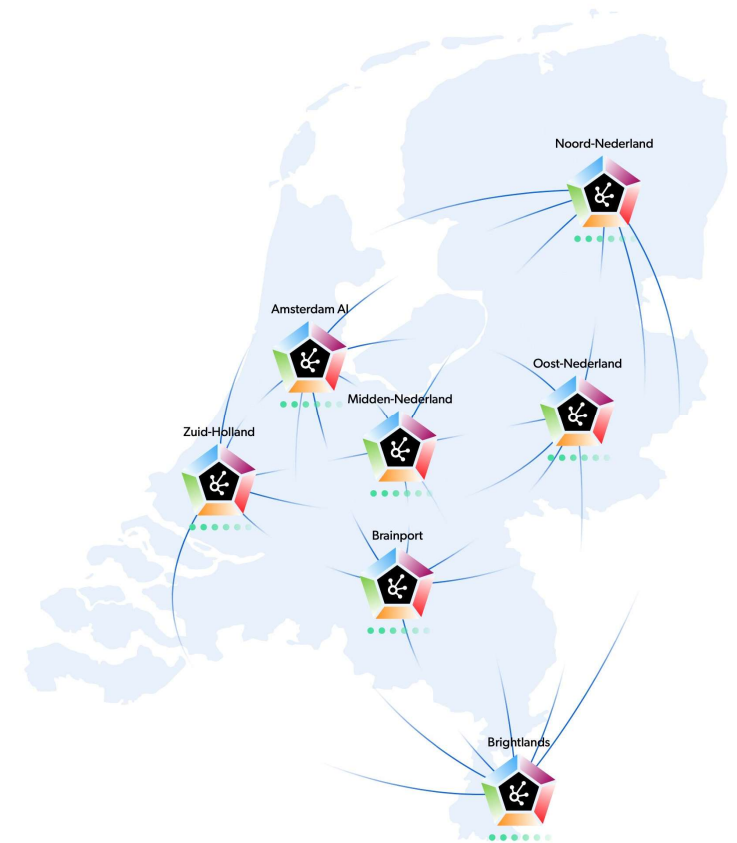 Noord-Nederland
Amsterdam AI
Oost-Nederland
Midden-Nederland
Zuid-Holland
Brainport
Brightlands